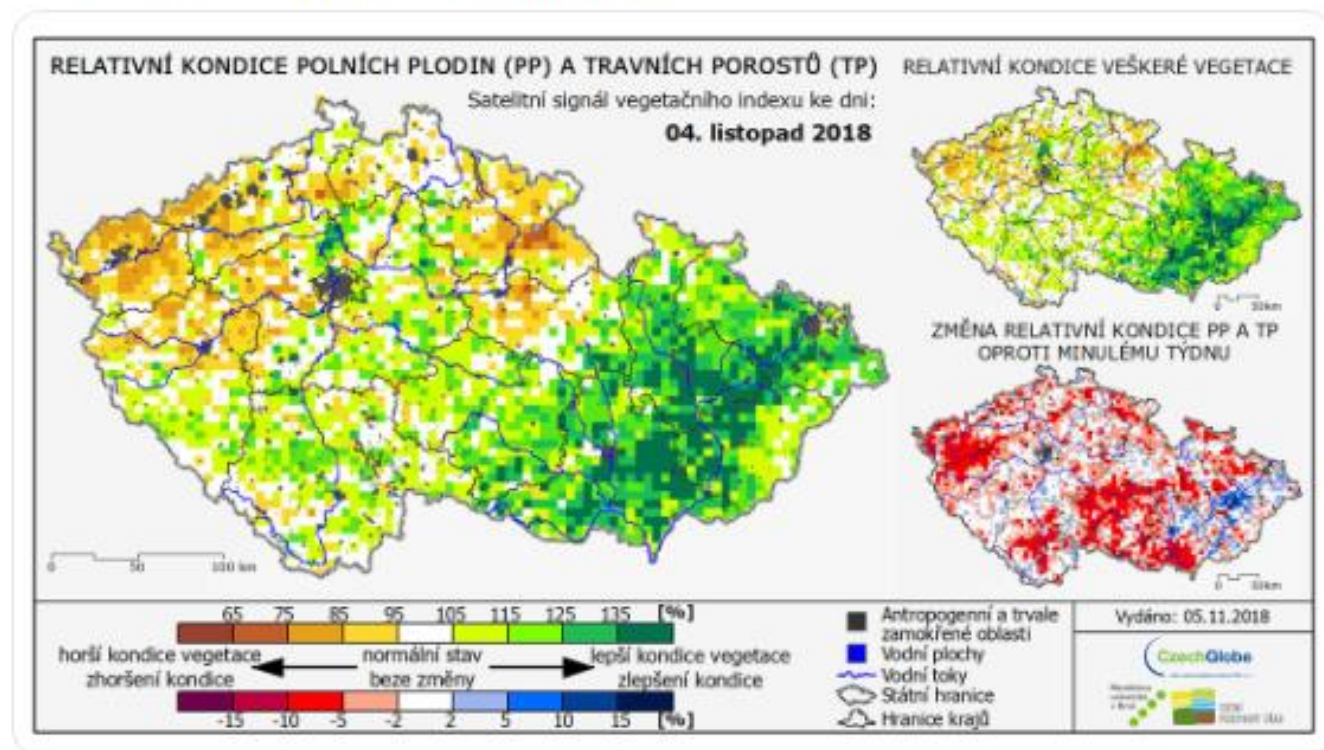 RELATIVNÍ KONDICE POLNÍCH PLODIN (PP) A TRAVNÍCH POROSTŮ (TP)
Satelitní signál vegetačního indexu ke dni:
04. listopad 2018
RELATIVNÍ KONDICE VEŠKERÉ VEGETACE
0 50km
ZMĚNA RELATIVNÍ KONDICE PP A TP
OPROTI MINULÉMU TÝDNU
0 50km
0 50 100 km
65 75 85 95 105 115 125 135 [%]
horší kondice vegetace normální stav lepší kondice vegetace
zhoršení kondice beze změny zlepšení kondice
-15 -10 -5 -2 2 5 10 15 [%]
Antropogenní a trvale
zamokřené oblasti
Vodní plochy
Vodní toky
Státní hranice
Hranice krajů
Vydáno: 05.11.2018
CzechGlobe